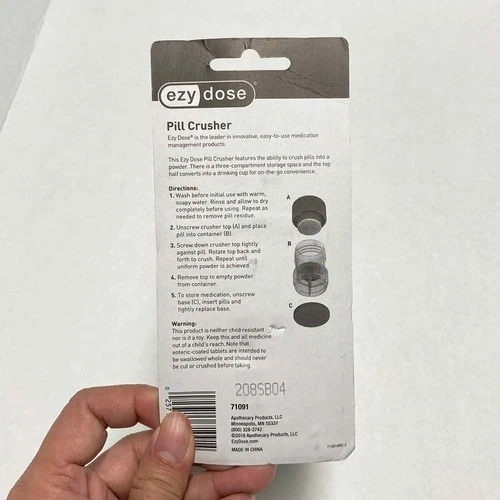 ezy dose®
Pill Crusher
Ezy Dose® is the leader in innovative, easy-to-use medication
management products.
This Ezy Dose Pill Crusher features the ability to crush pills into a
powder. There is a three-compartment storage space and the top
half converts into a drinking cup for on-the-go convenience.
Directions:
1. Wash before initial use with warm,
soapy water. Rinse and allow to dry
completely before using. Repeat as
needed to remove pill residue.
2. Unscrew crusher top (A) and place
pill into container (B).
3. Screw down crusher top tightly
against pill. Rotate top back and
forth to crush. Repeat until
uniform powder is achieved.
4. Remove top to empty powder
from container.
5. To store medication, unscrew
base (C), insert pills and
tightly replace base.
A
B
C
Warning:
This product is neither child resistant
nor is it a toy. Keep this and all medicine
out of a child's reach. Note that
enteric-coated tablets are intended to
be swallowed whole and should never
be cut or crushed before taking.
208SB04
71091
Apothecary Products, LLC
Minneapolis, MN 55337
(800) 328-2742
©2018 Apothecary Products, LLC
EzyDose.com
MADE IN CHINA